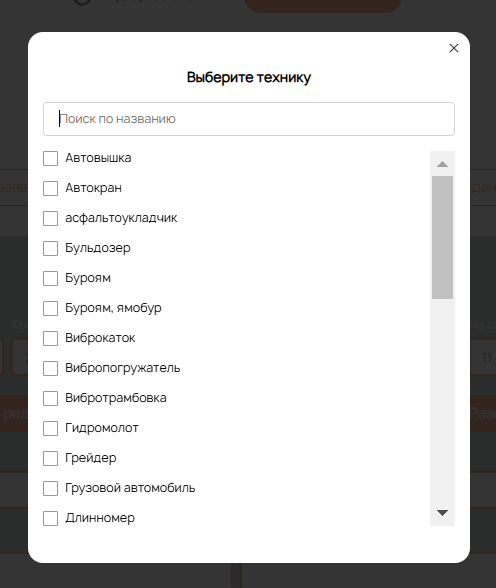 Выберите технику
Поиск по названию
Автовышка
Автокран
асфальтоукладчик
Бульдозер
Буроям
Буроям, ямобур
Виброкаток
Вибропогружатель
Вибротрамбовка
Гидромолот
Грейдер
Грузовой автомобиль
Длинномер